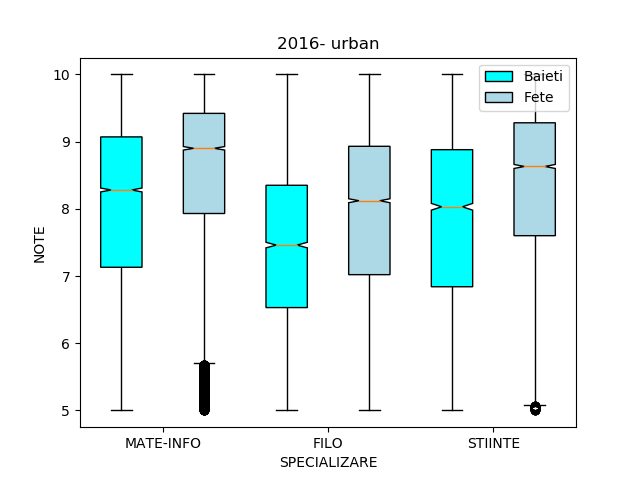 2016- urban
Baieti
Fete
NOTE
10
9
8
7
6
5
MATE-INFO FILO STIINTE
SPECIALIZARE